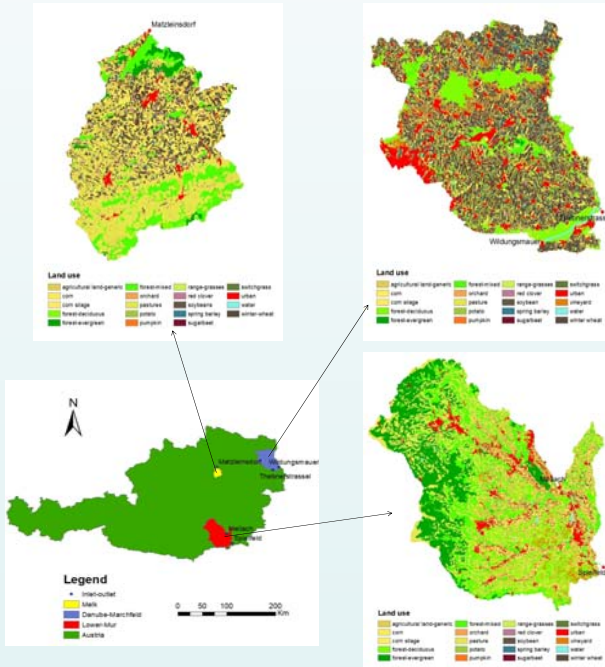 Matzleinsdorf
Land use
agricultural land-generic forest-mixed range-grasses switchgrass
corn orchard red clover urban
corn silage pastures soybeans water
forest-deciduous potato spring barley winter-wheat
forest-evergreen pumpkin sugarbeet
Wildungsmauer
Land use
agricultural land-generic forest-mixed range-grasses switchgrass
corn orchard red clover urban
corn silage pasture soybean vineyard
forest-deciduous potato spring barley water
forest-evergreen pumpkin sugarbeet winter-wheat
N
Matzleinsdorf Wildungsmauer
Mellach
Spielfeld
Legend
Inlet-outlet
Melk
Danube-Marchfeld
Lower-Mur
Austria
0 50 100 200
Km
Mellach
Spielfeld
Land use
agricultural land-generic forest-mixed range-grasses switchgrass
corn orchard red clover urban
corn silage pasture soybean vineyard
forest-deciduous potato spring barley water
forest-evergreen pumpkin sugarbeet winter-wheat